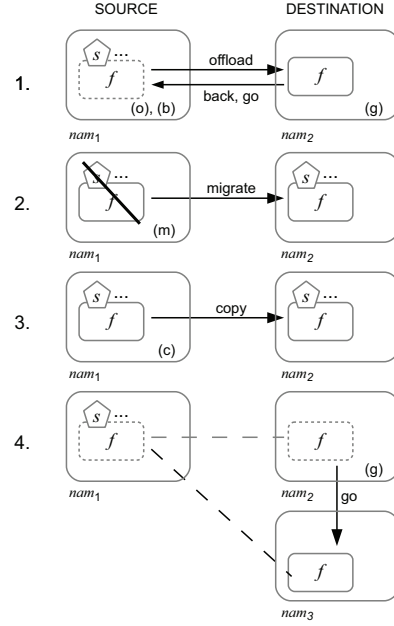 SOURCE DESTINATION
1.
s ...
f
offload
back, go
f
(o), (b)
(g)
nam1
nam2
2.
s ...
f
migrate
s ...
f
(m)
nam1
nam2
3.
s ...
f
copy
s ...
f
(c)
nam1
nam2
4.
s ...
f
f
(g)
nam1
nam2
go
f
nam3